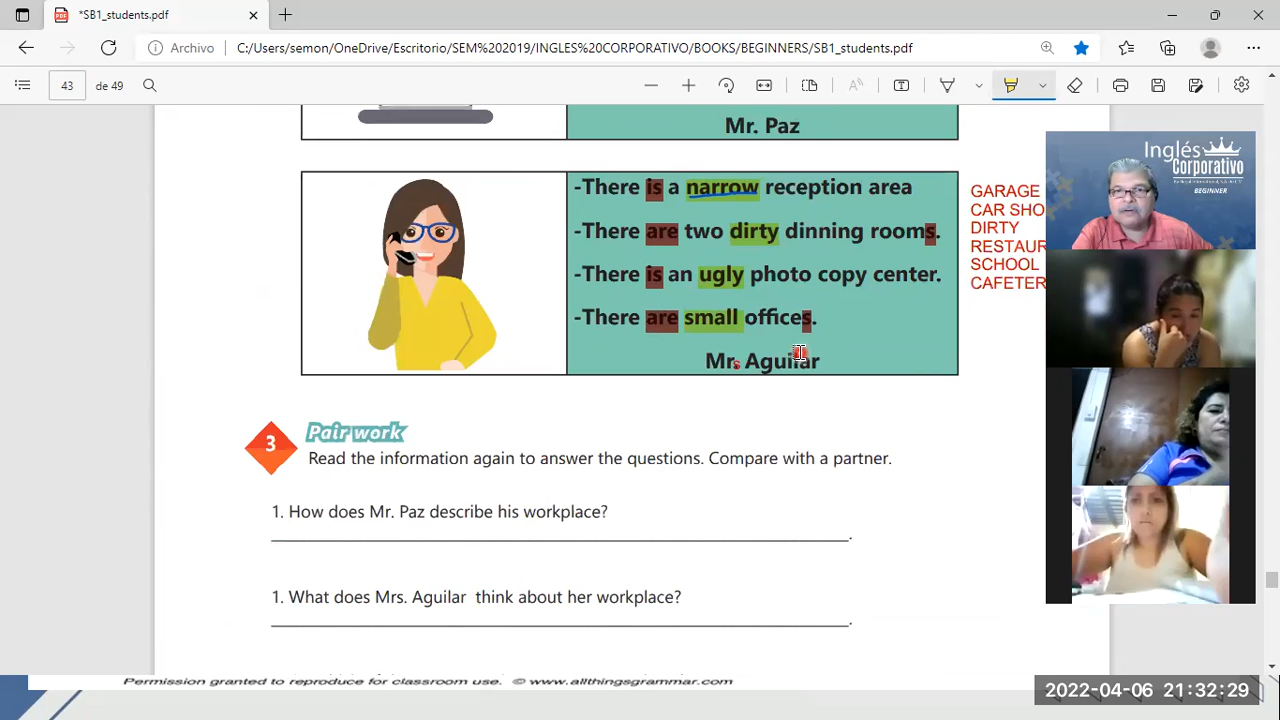 *SB1_students.pdf
Archivo
C:/Users/semon/OneDrive/Escritorio/SEM%202019/INGLES%20CORPORATIVO/BOOKS/BEGINNERS/SB1_students.pdf
43
de 49
Mr. Paz
-There is a narrow reception area
-There are two dirty dinning rooms.
-There is an ugly photo copy center.
-There are small offices.
Mr.s Aguilar
GARAGE
CAR SHO
DIRTY
RESTAUR
SCHOOL
CAFETER
Inglés
Corporativo
BEGINNER
3
Pair work
Read the information again to answer the questions. Compare with a partner.
1. How does Mr. Paz describe his workplace?
1. What does Mrs. Aguilar think about her workplace?
Permission granted to reproduce for classroom use. © www.allthingsgrammar.com
2022-04-06 21:32:29